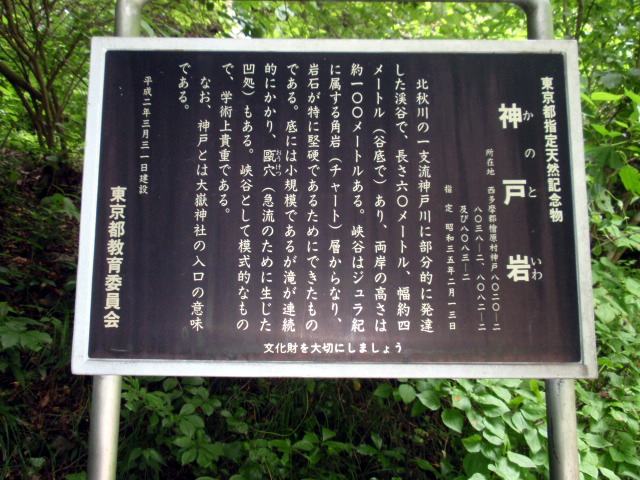 東京都指定天然記念物
神戸岩
かのといわ
所在地 西多摩郡檜原村神戸八〇二〇―二
八〇三八―二、八〇八二―二
及び八〇八三―二
指定 昭和三五年二月一三日
北秋川の一支流神戸川に部分的に発達
した渓谷で、長さ六〇メートル、幅約四
メートル（谷底で）あり、両岸の高さは
約一〇〇メートルある。峡谷はジュラ紀
に属する角岩（チャート）層からなり、
岩石が特に堅硬であるためにできたもの
である。底には小規模であるが滝が連続
的にかかり、甌穴（急流のために生じた
おうけつ
凹処）もある。峡谷として模式的なもの
で、学術上貴重である。
なお、神戸とは大嶽神社の入口の意味
である。
平成二年三月三一日建設
東京都教育委員会
文化財を大切にしましょう